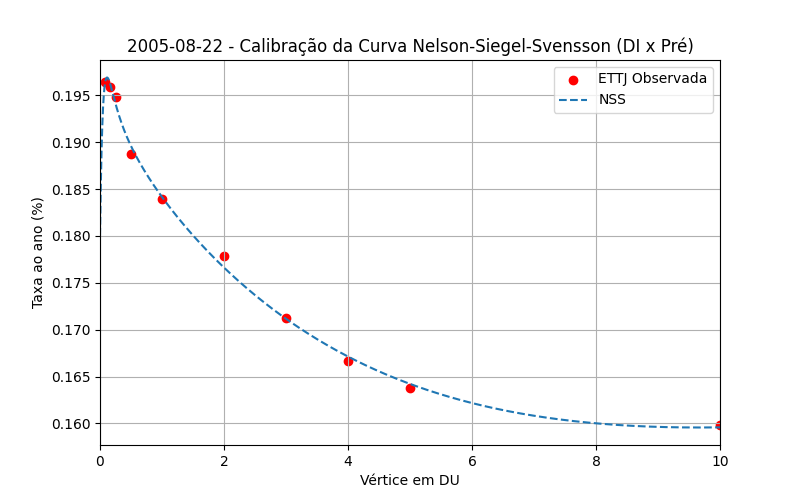 2005-08-22 - Calibração da Curva Nelson-Siegel-Svensson (DI x Pré)
ETTJ Observada
NSS
Taxa ao ano (%)
0.195
0.190
0.185
0.180
0.175
0.170
0.165
0.160
0 2 4 6 8 10
Vértice em DU